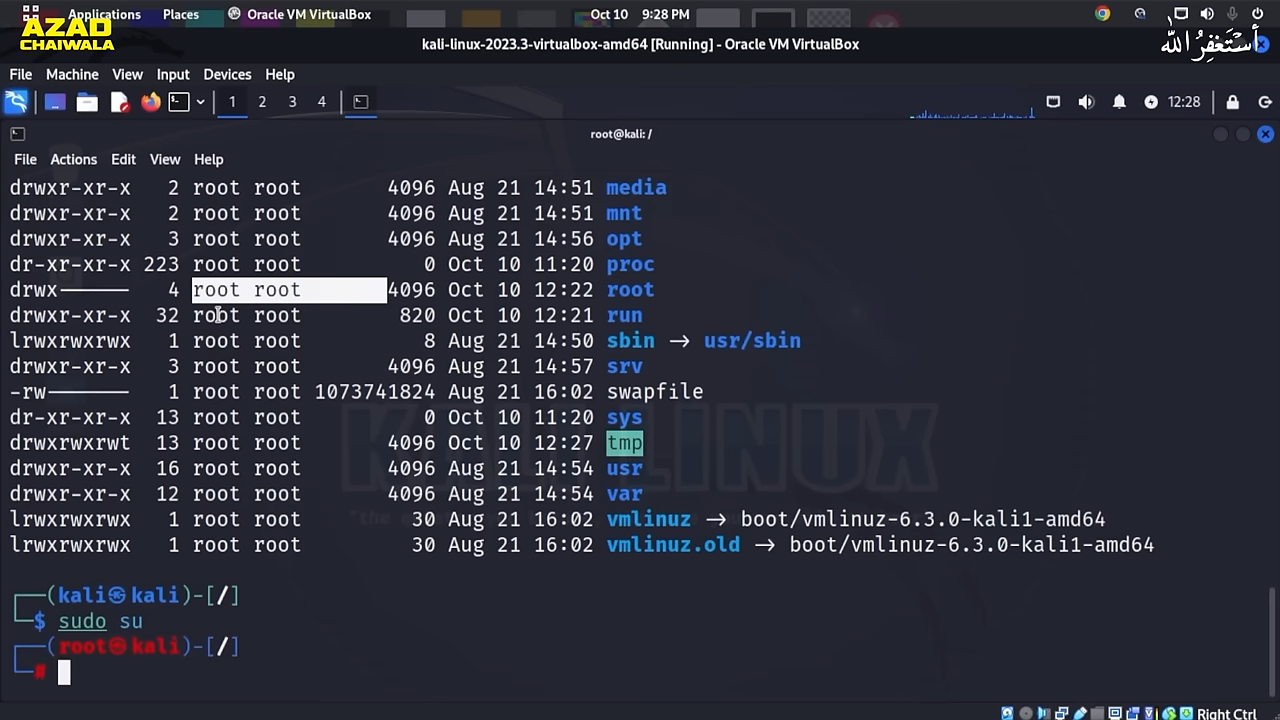 Applications Places Oracle VM VirtualBox Oct 10 9:28 PM
AZAD
CHAIWALA
أستغفر الله
kali-linux-2023.3-virtualbox-amd64 [Running] - Oracle VM VirtualBox
File Machine View Input Devices Help
1 2 3 4 12:28
root@kali: /
File Actions Edit View Help
drwxr-xr-x 2 root root 4096 Aug 21 14:51 media
drwxr-xr-x 2 root root 4096 Aug 21 14:51 mnt
drwxr-xr-x 3 root root 4096 Aug 21 14:56 opt
dr-xr-xr-x 223 root root 0 Oct 10 11:20 proc
drwx------ 4 root root 4096 Oct 10 12:22 root
drwxr-xr-x 32 root root 820 Oct 10 12:21 run
lrwxrwxrwx 1 root root 8 Aug 21 14:50 sbin → usr/sbin
drwxr-xr-x 3 root root 4096 Aug 21 14:57 srv
-rw------- 1 root root 1073741824 Aug 21 16:02 swapfile
dr-xr-xr-x 13 root root 0 Oct 10 11:20 sys
drwxrwxrwt 13 root root 4096 Oct 10 12:27 tmp
drwxr-xr-x 16 root root 4096 Aug 21 14:54 usr
drwxr-xr-x 12 root root 4096 Aug 21 14:54 var
lrwxrwxrwx 1 root root 30 Aug 21 16:02 vmlinuz → boot/vmlinuz-6.3.0-kali1-amd64
lrwxrwxrwx 1 root root 30 Aug 21 16:02 vmlinuz.old → boot/vmlinuz-6.3.0-kali1-amd64
KALI LINUX
┌──(kali㉿kali)-[/]
└─$ sudo su
┌──(root㉿kali)-[/]
└─#
Right Ctrl